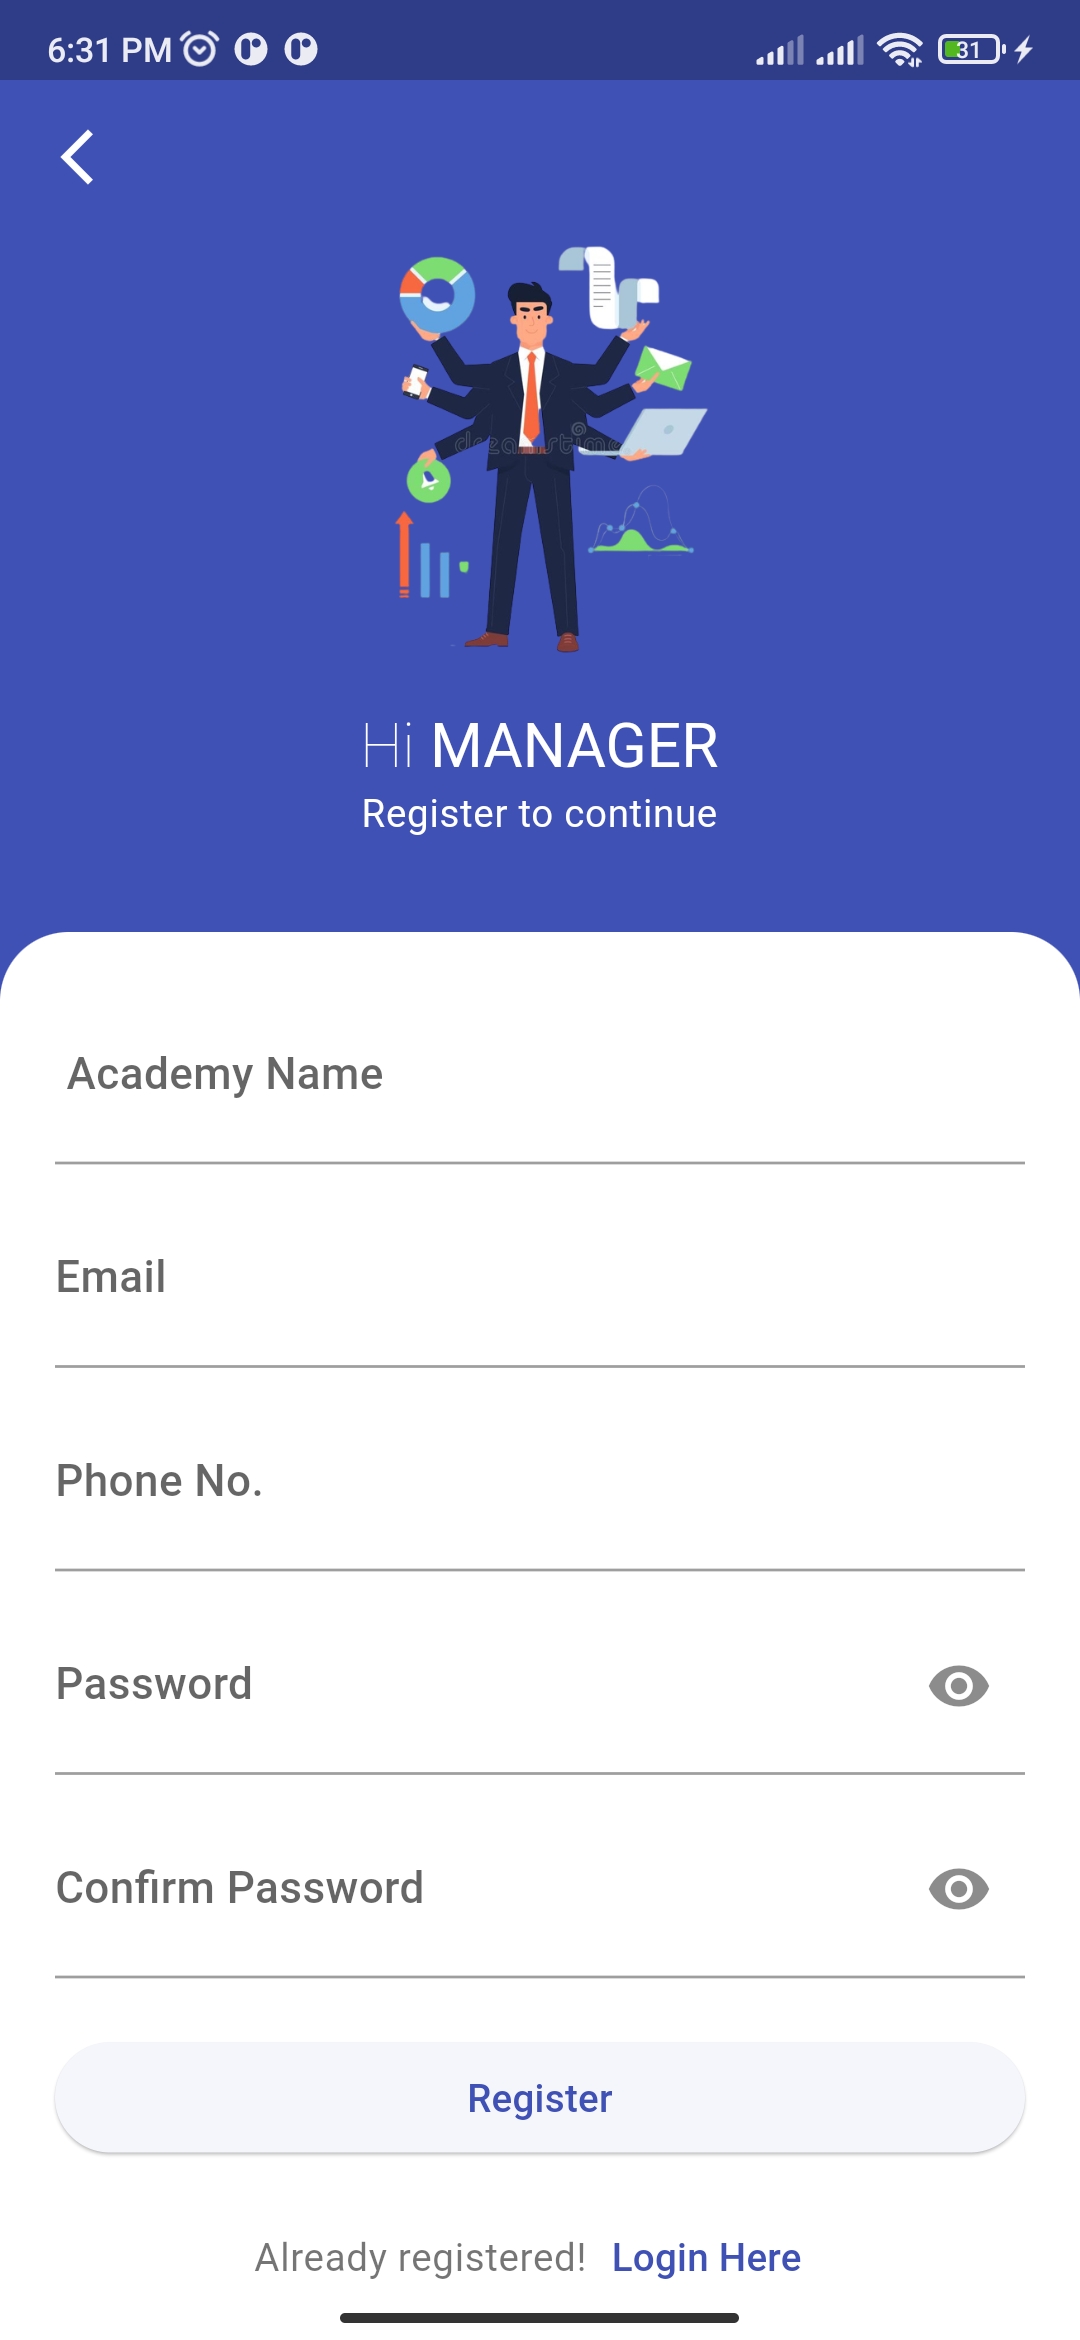 6:31 PM
31
dreamstime
Hi MANAGER
Register to continue
Academy Name
Email
Phone No.
Password
Confirm Password
Register
Already registered! Login Here